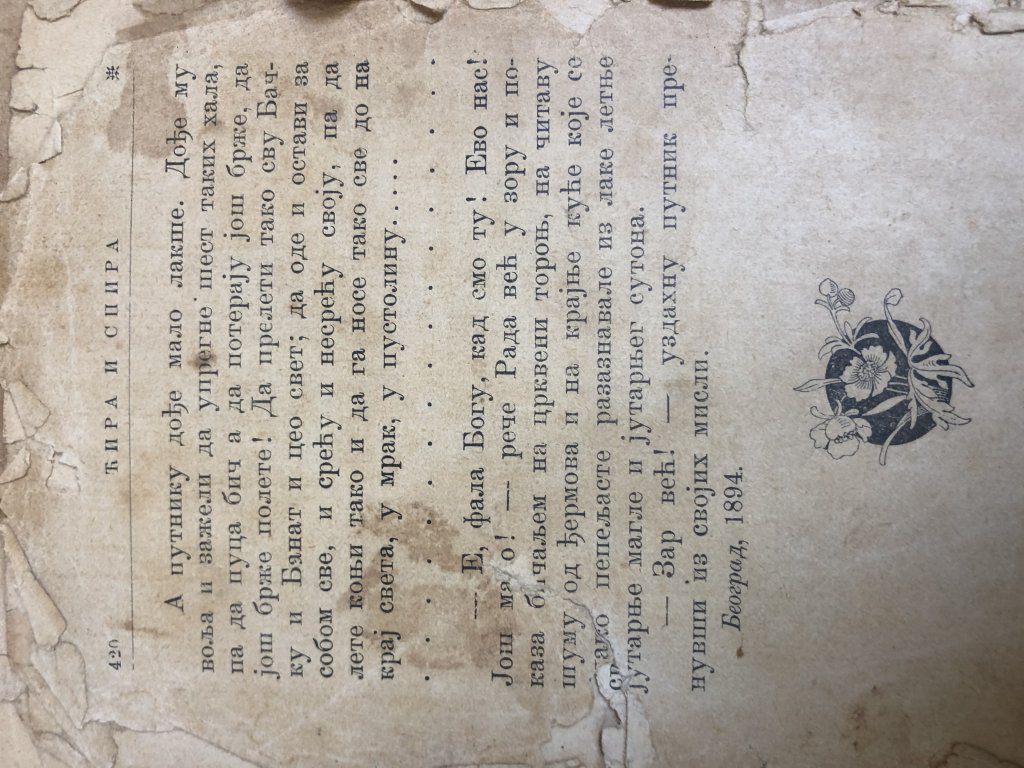 420 ЋИРА И СПИРА ※
А путнику дође мало лакше. Дође му
воља и зажели да упрегне шест таких хала,
па да пуца бич а да потерају још брже, да
још брже полете! Да прелети тако сву Бач-
ку и Банат и цео свет; да оде и остави за
собом све, и срећу и несрећу своју, па да
лете коњи тако и да га носе тако све до на
крај света, у мрак, у пустолину.....
. . . . . . . . . . . . . . . . . .
— Е, фала Богу, кад смо ту! Ево нас!
Још мало! — рече Рада већ у зору и по-
каза бичаљем на црквени торољ, на читаву
шуму од ђермова и на крајње куће које се
свако пепељасте разазнавале из лаке летње
јутарње магле и јутарњег сутона.
— Зар већ! — уздахну путник пре-
нувши из својих мисли.
Београд, 1894.